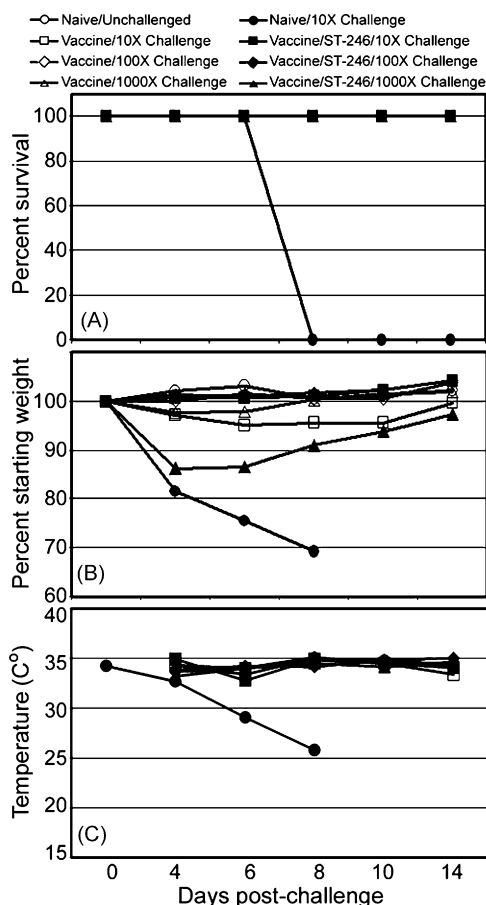 Naive/Unchallenged
Naive/10X Challenge
Vaccine/10X Challenge
Vaccine/ST-246/10X Challenge
Vaccine/100X Challenge
Vaccine/ST-246/100X Challenge
Vaccine/1000X Challenge
Vaccine/ST-246/1000X Challenge
Percent survival
100
80
60
40
20
0
(A)
Percent starting weight
100
90
80
70
60
(B)
Temperature (Cº)
40
35
30
25
20
15
(C)
0 4 6 8 10 14
Days post-challenge